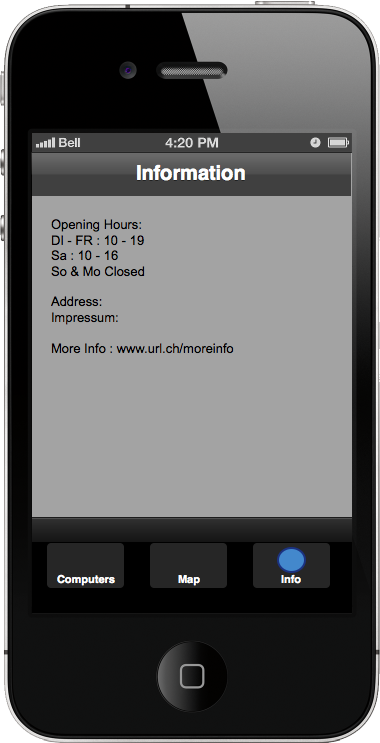 Bell 4:20 PM
Information
Opening Hours:
DI - FR : 10 - 19
Sa : 10 - 16
So & Mo Closed
Address:
Impressum:
More Info : www.url.ch/moreinfo
Computers Map Info